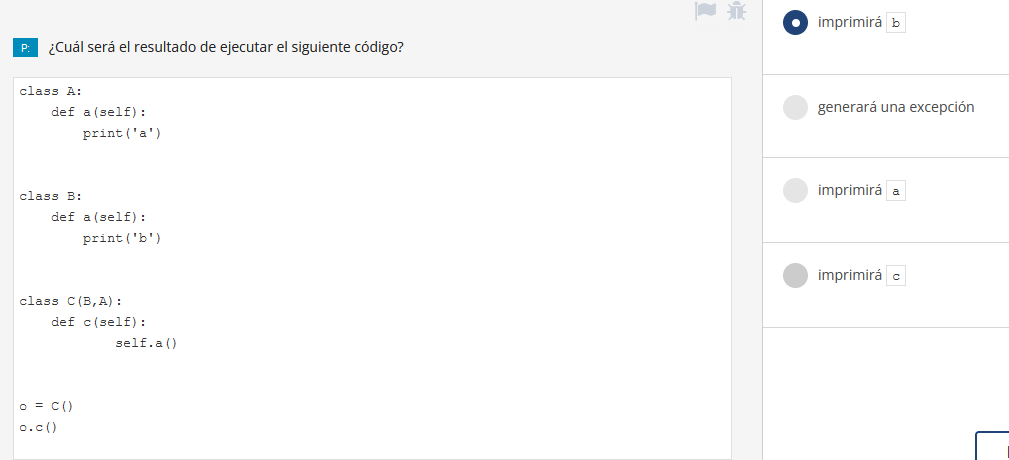 P: ¿Cuál será el resultado de ejecutar el siguiente código?
class A:
    def a(self):
        print('a')
class B:
    def a(self):
        print('b')
class C(B,A):
    def c(self):
            self.a()
o = C()
o.c()
imprimirá b
generará una excepción
imprimirá a
imprimirá c